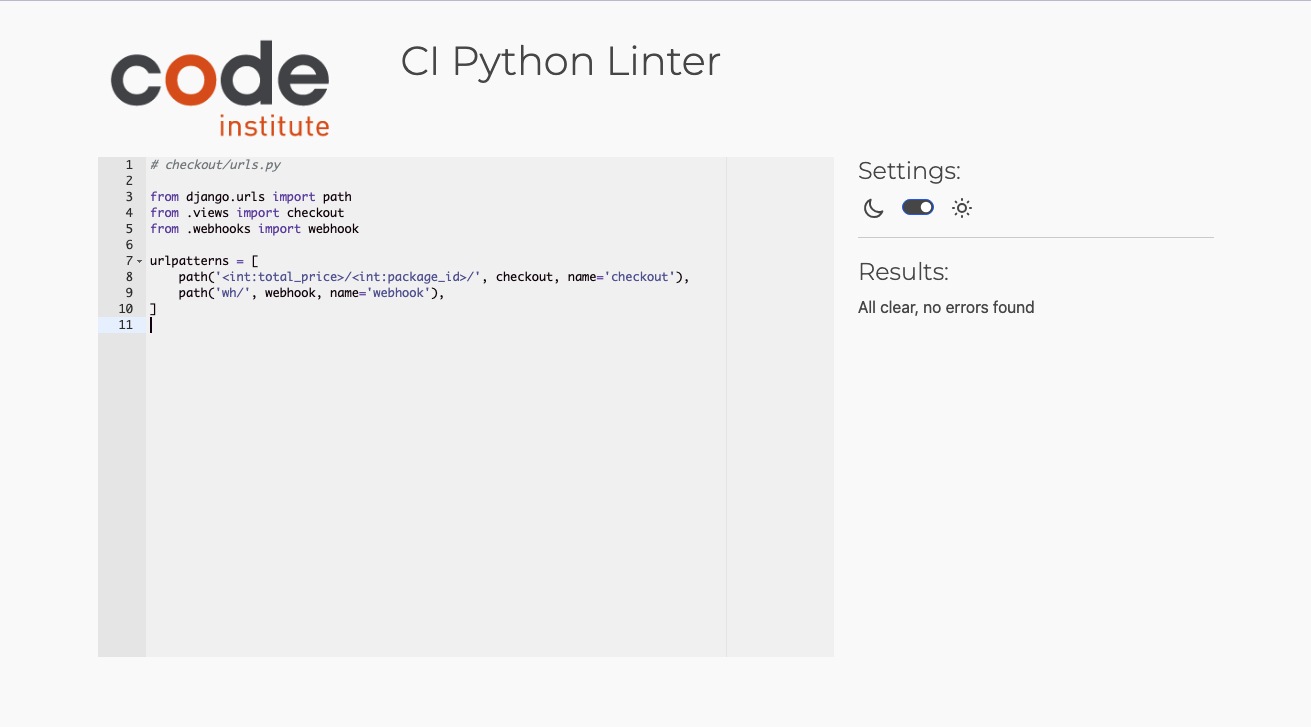 code
institute
CI Python Linter
1 # checkout/urls.py
2
3 from django.urls import path
4 from .views import checkout
5 from .webhooks import webhook
6
7 urlpatterns = [
8     path('<int:total_price>/<int:package_id>/', checkout, name='checkout'),
9     path('wh/', webhook, name='webhook'),
10 ]
11
Settings:
Results:
All clear, no errors found